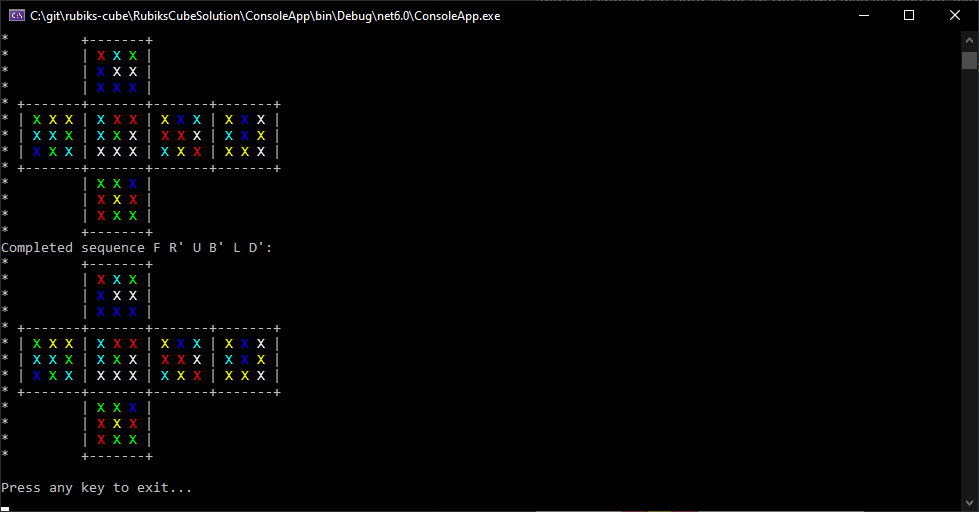 C:\git\rubiks-cube\RubiksCubeSolution\ConsoleApp\bin\Debug\net6.0\ConsoleApp.exe
*         +-------+
*         | X X X |
*         | X X X |
*         | X X X |
* +-------+-------+-------+-------+
* | X X X | X X X | X X X | X X X |
* | X X X | X X X | X X X | X X X |
* | X X X | X X X | X X X | X X X |
* +-------+-------+-------+-------+
*         | X X X |
*         | X X X |
*         | X X X |
*         +-------+
Completed sequence F R' U B' L D':
*         +-------+
*         | X X X |
*         | X X X |
*         | X X X |
* +-------+-------+-------+-------+
* | X X X | X X X | X X X | X X X |
* | X X X | X X X | X X X | X X X |
* | X X X | X X X | X X X | X X X |
* +-------+-------+-------+-------+
*         | X X X |
*         | X X X |
*         | X X X |
*         +-------+
Press any key to exit...